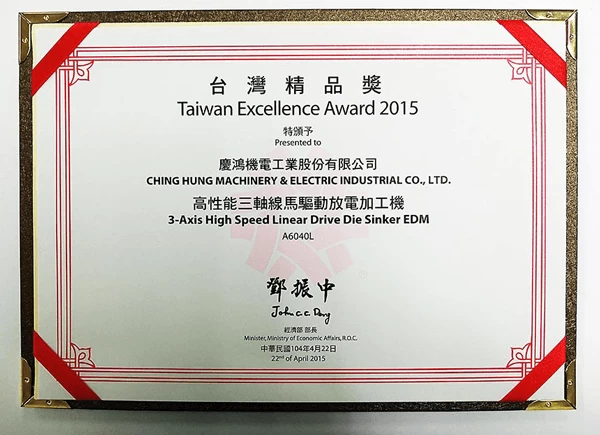 台灣精品獎
Taiwan Excellence Award 2015
特頒予
Presented to
慶鴻機電工業股份有限公司
CHING HUNG MACHINERY & ELECTRIC INDUSTRIAL CO., LTD.
高性能三軸線馬驅動放電加工機
3-Axis High Speed Linear Drive Die Sinker EDM
A6040L
鄧振中
John C.C. Deng
經濟部 部長
Minister, Ministry of Economic Affairs, R.O.C.
中華民國104年4月22日
22nd of April 2015